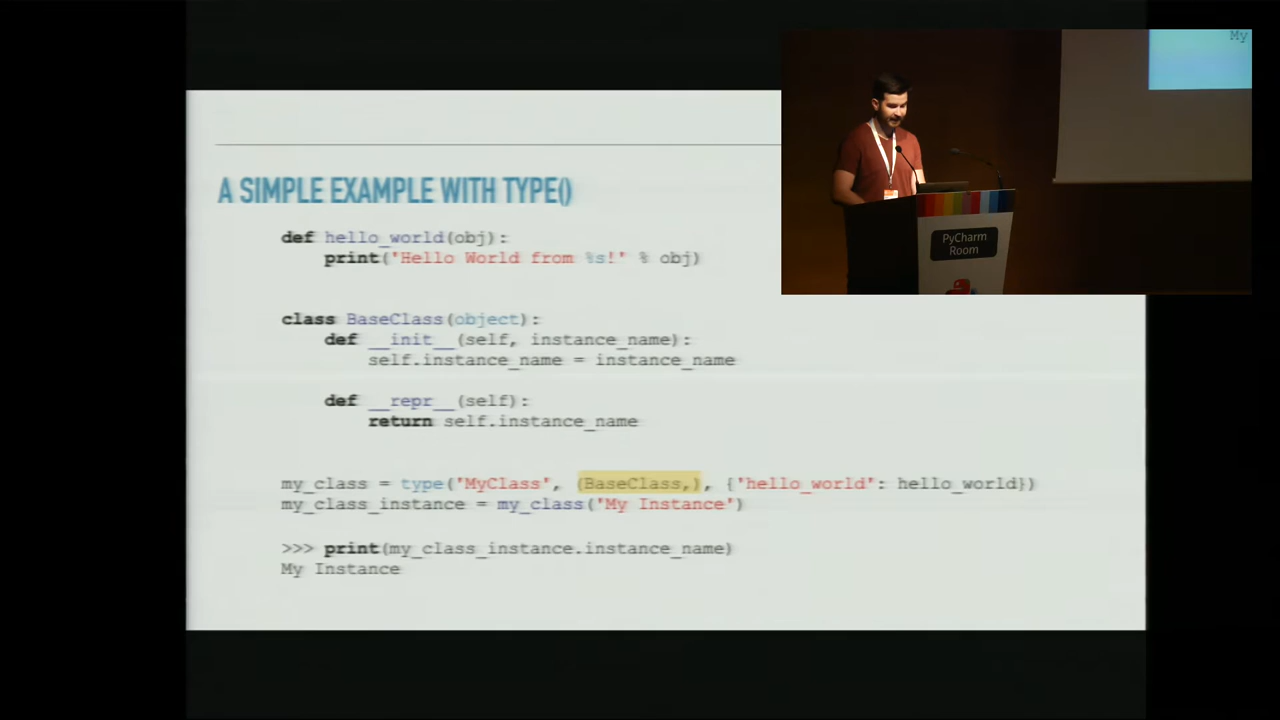 A SIMPLE EXAMPLE WITH TYPE()
def hello_world(obj):
print('Hello World from %s!' % obj)
class BaseClass(object):
def __init__(self, instance_name):
self.instance_name = instance_name
def __repr__(self):
return self.instance_name
my_class = type('MyClass', (BaseClass,), {'hello_world': hello_world})
my_class_instance = my_class('My Instance')
>>> print(my_class_instance.instance_name)
My Instance
My
PyCharm
Room